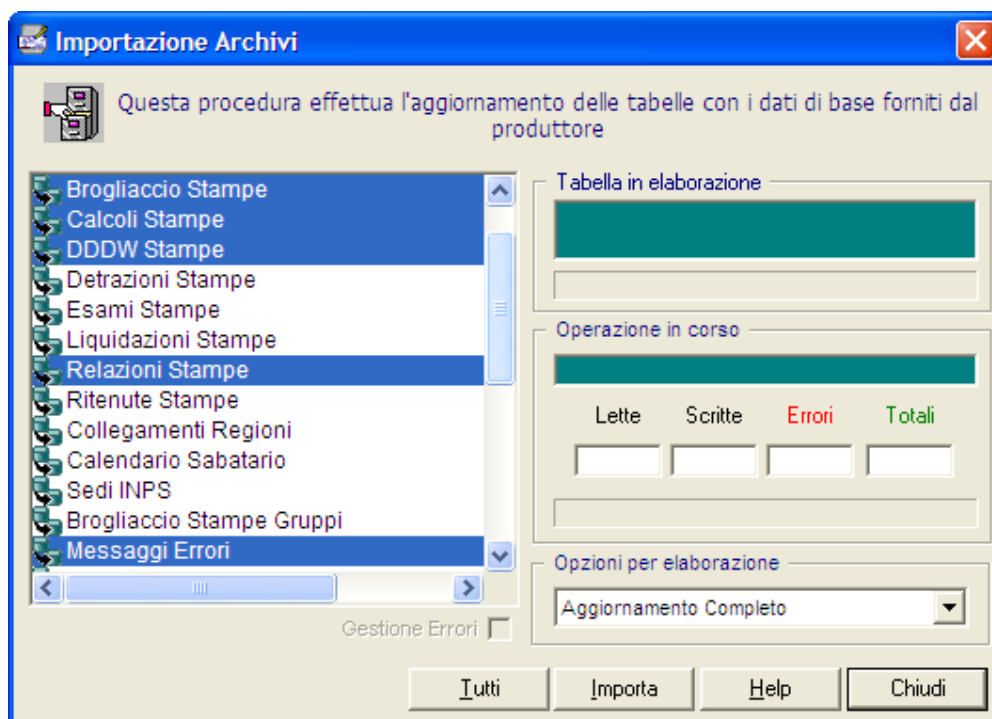 Importazione Archivi
Questa procedura effettua l'aggiornamento delle tabelle con i dati di base forniti dal
produttore
Brogliaccio Stampe
Calcoli Stampe
DDDW Stampe
Detrazioni Stampe
Esami Stampe
Liquidazioni Stampe
Relazioni Stampe
Ritenute Stampe
Collegamenti Regioni
Calendario Sabatario
Sedi INPS
Brogliaccio Stampe Gruppi
Messaggi Errori
Gestione Errori
Tabella in elaborazione
Operazione in corso
Lette Scritte Errori Totali
Opzioni per elaborazione
Aggiornamento Completo
Tutti Importa Help Chiudi